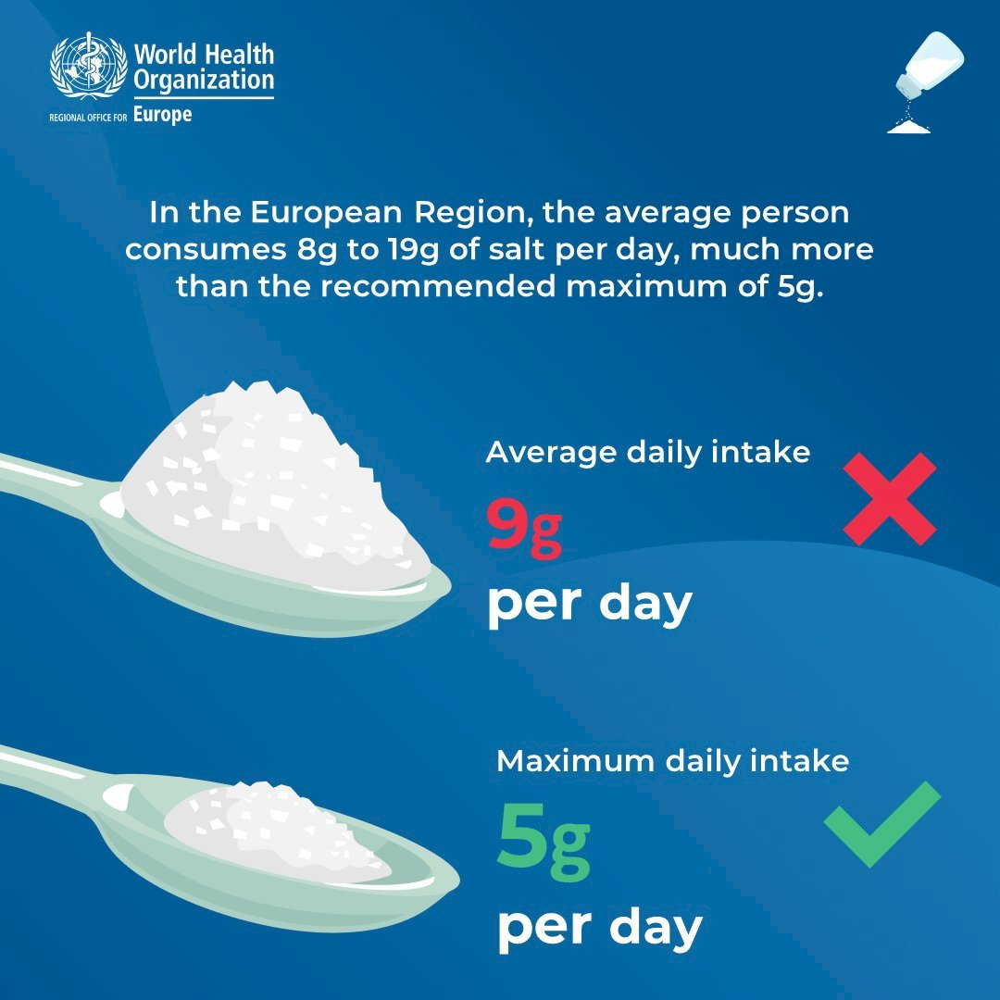 World Health
Organization
REGIONAL OFFICE FOR Europe
In the European Region, the average person
consumes 8g to 19g of salt per day, much more
than the recommended maximum of 5g.
Average daily intake
9g
per day
Maximum daily intake
5g
per day